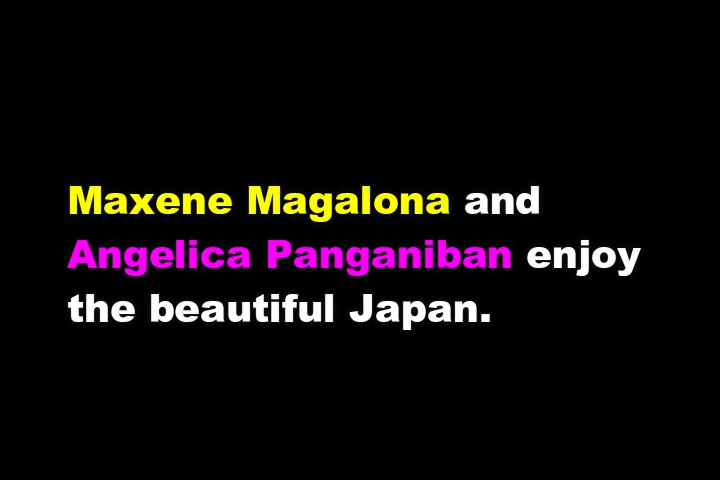 Maxene Magalona and
Angelica Panganiban enjoy
the beautiful Japan.